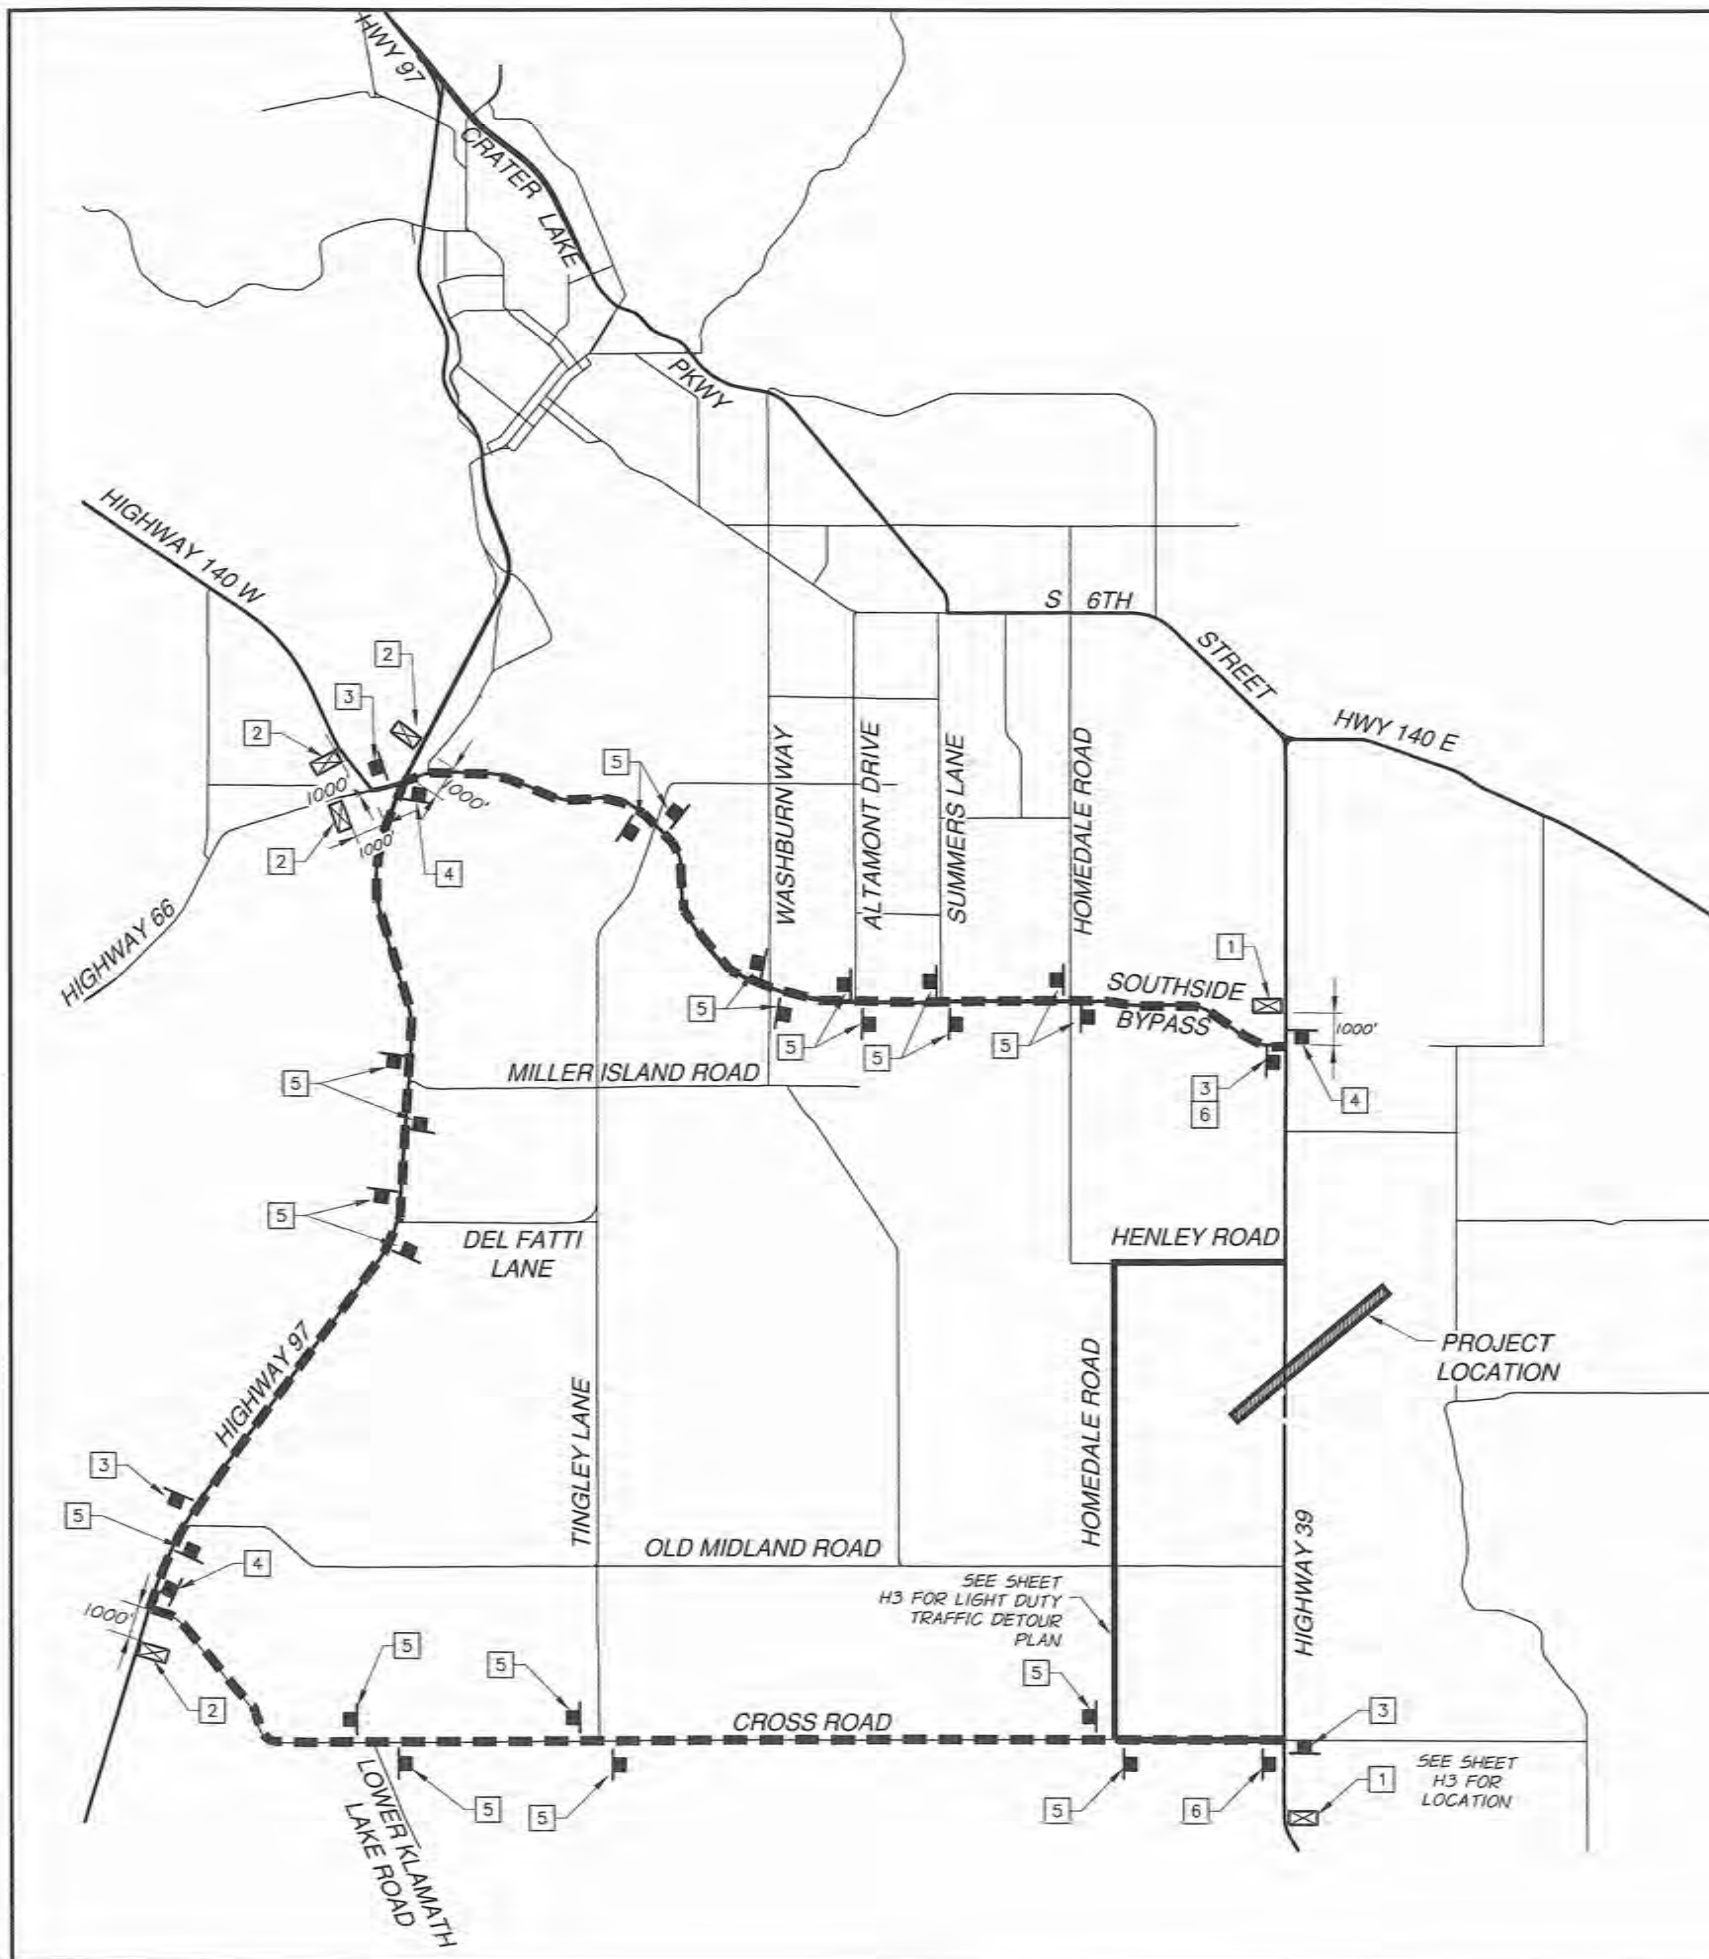 HWY 97
CRATER LAKE
PKWY
HIGHWAY 140 W
S 6TH
STREET
HWY 140 E
2
3
2
5
1000'
1000'
2
1000'
4
HIGHWAY 66
WASHBURN WAY
ALTAMONT DRIVE
SUMMERS LANE
HOMEDALE ROAD
1
SOUTHSIDE
BYPASS
1000'
5
5
5
5
3
6
4
MILLER ISLAND ROAD
5
5
DEL FATTI
LANE
HENLEY ROAD
HIGHWAY 97
PROJECT
LOCATION
TINGLEY LANE
HOMEDALE ROAD
3
5
4
OLD MIDLAND ROAD
HIGHWAY 39
SEE SHEET
H3 FOR LIGHT DUTY
TRAFFIC DETOUR
PLAN
1000'
2
5
5
5
CROSS ROAD
3
SEE SHEET
H3 FOR
LOCATION
LOWER KLAMATH
LAKE ROAD
5
5
5
6
1